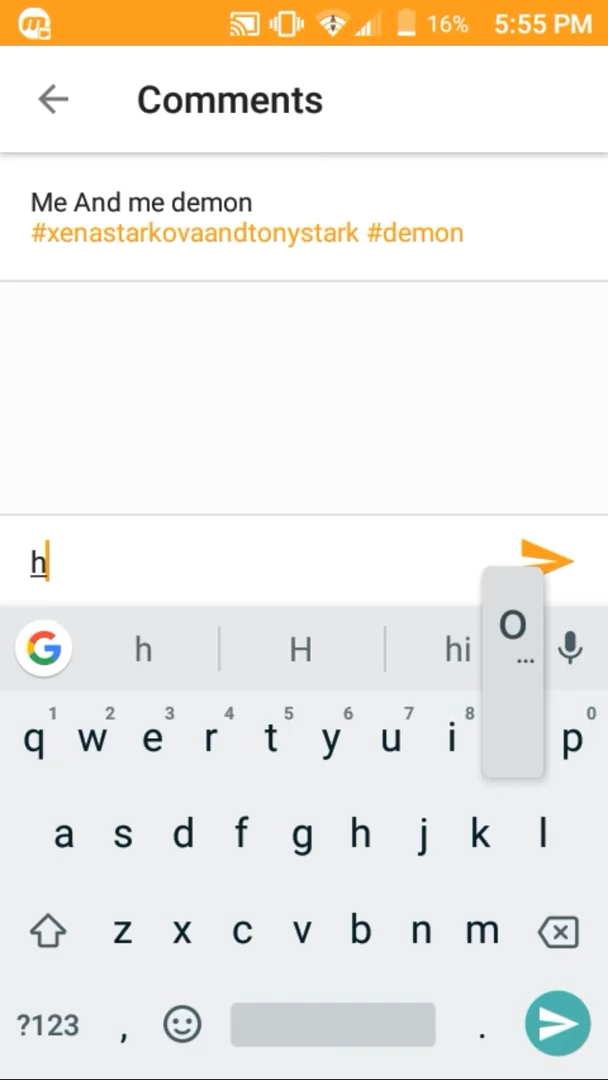 16% 5:55 PM
Comments
Me And me demon
#xenastarkovaandtonystark #demon
h
h H hi
o
...
1 2 3 4 5 6 7 8 0
q w e r t y u i p
a s d f g h j k l
z x c v b n m
?123 , .